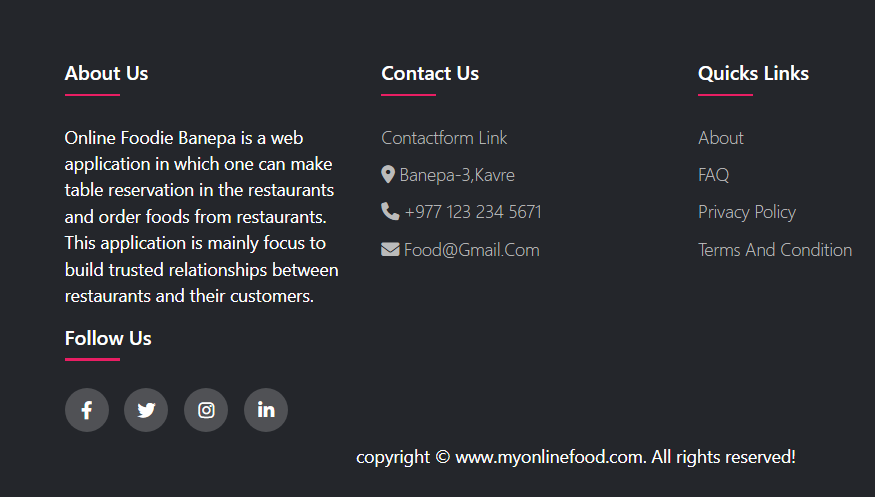 About Us
Online Foodie Banepa is a web
application in which one can make
table reservation in the restaurants
and order foods from restaurants.
This application is mainly focus to
build trusted relationships between
restaurants and their customers.
Follow Us
Contact Us
Contactform Link
Banepa-3,Kavre
+977 123 234 5671
Food@Gmail.Com
Quicks Links
About
FAQ
Privacy Policy
Terms And Condition
copyright © www.myonlinefood.com. All rights reserved!